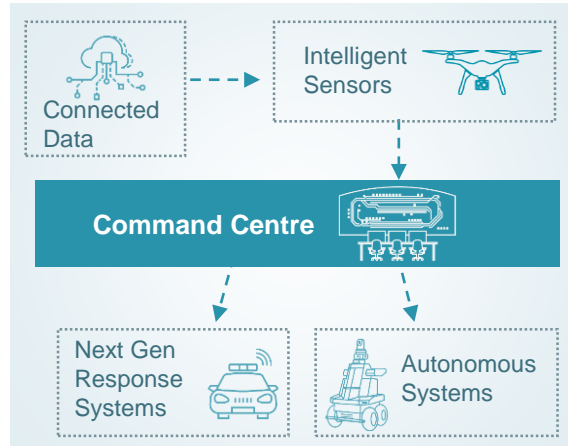 Connected
Data
Intelligent
Sensors
Command Centre
Next Gen
Response
Systems
Autonomous
Systems